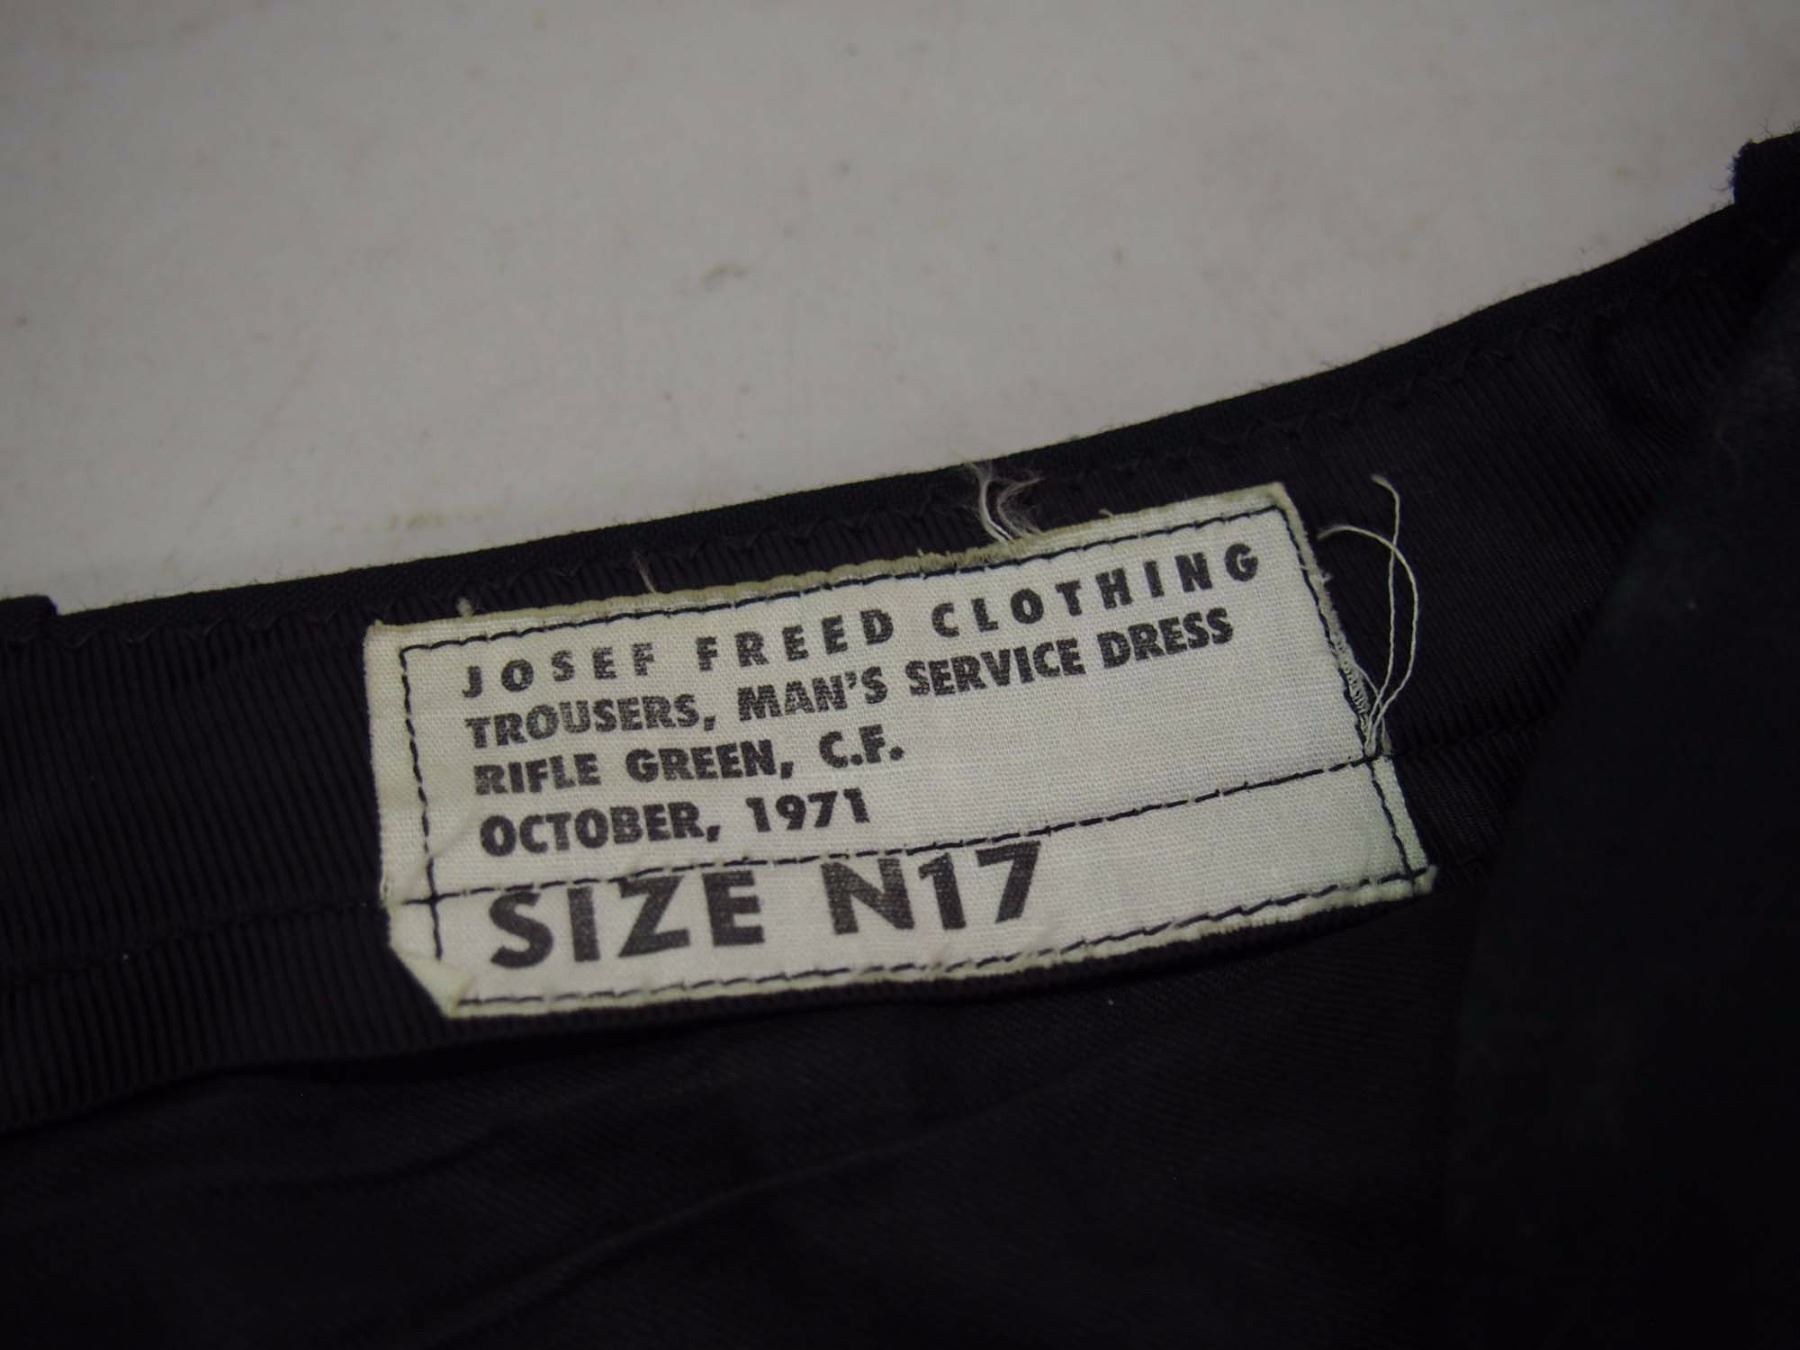 JOSEF FREED CLOTHING
TROUSERS, MAN'S SERVICE DRESS
RIFLE GREEN, C.F.
OCTOBER, 1971
SIZE N17